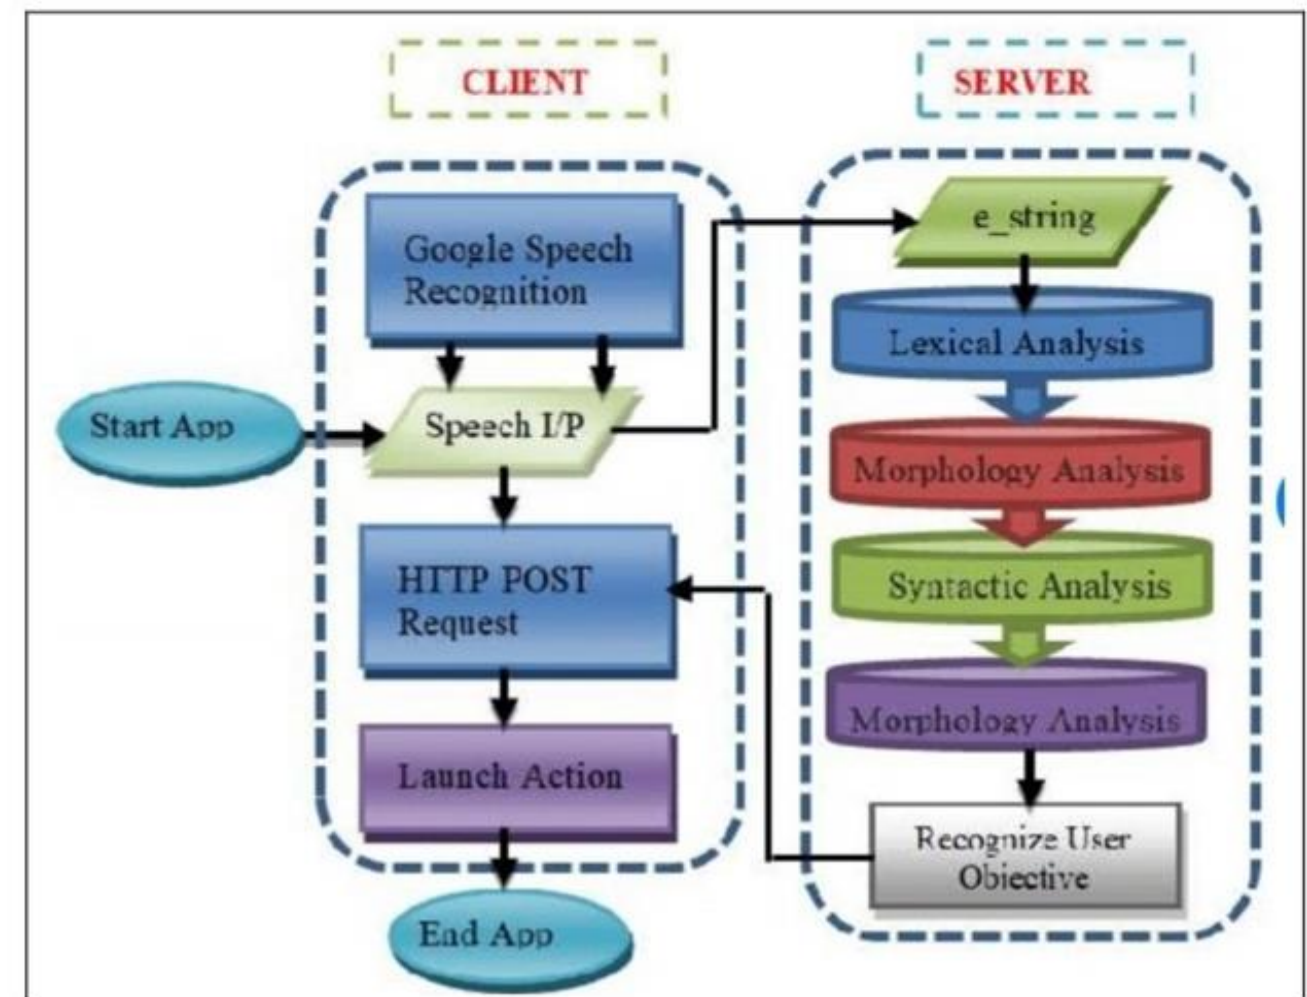 CLIENT
SERVER
Google Speech
Recognition
Start App
Speech I/P
HTTP POST
Request
Launch Action
End App
e_string
Lexical Analysis
Morphology Analysis
Syntactic Analysis
Morphology Analysis
Recognize User
Objective